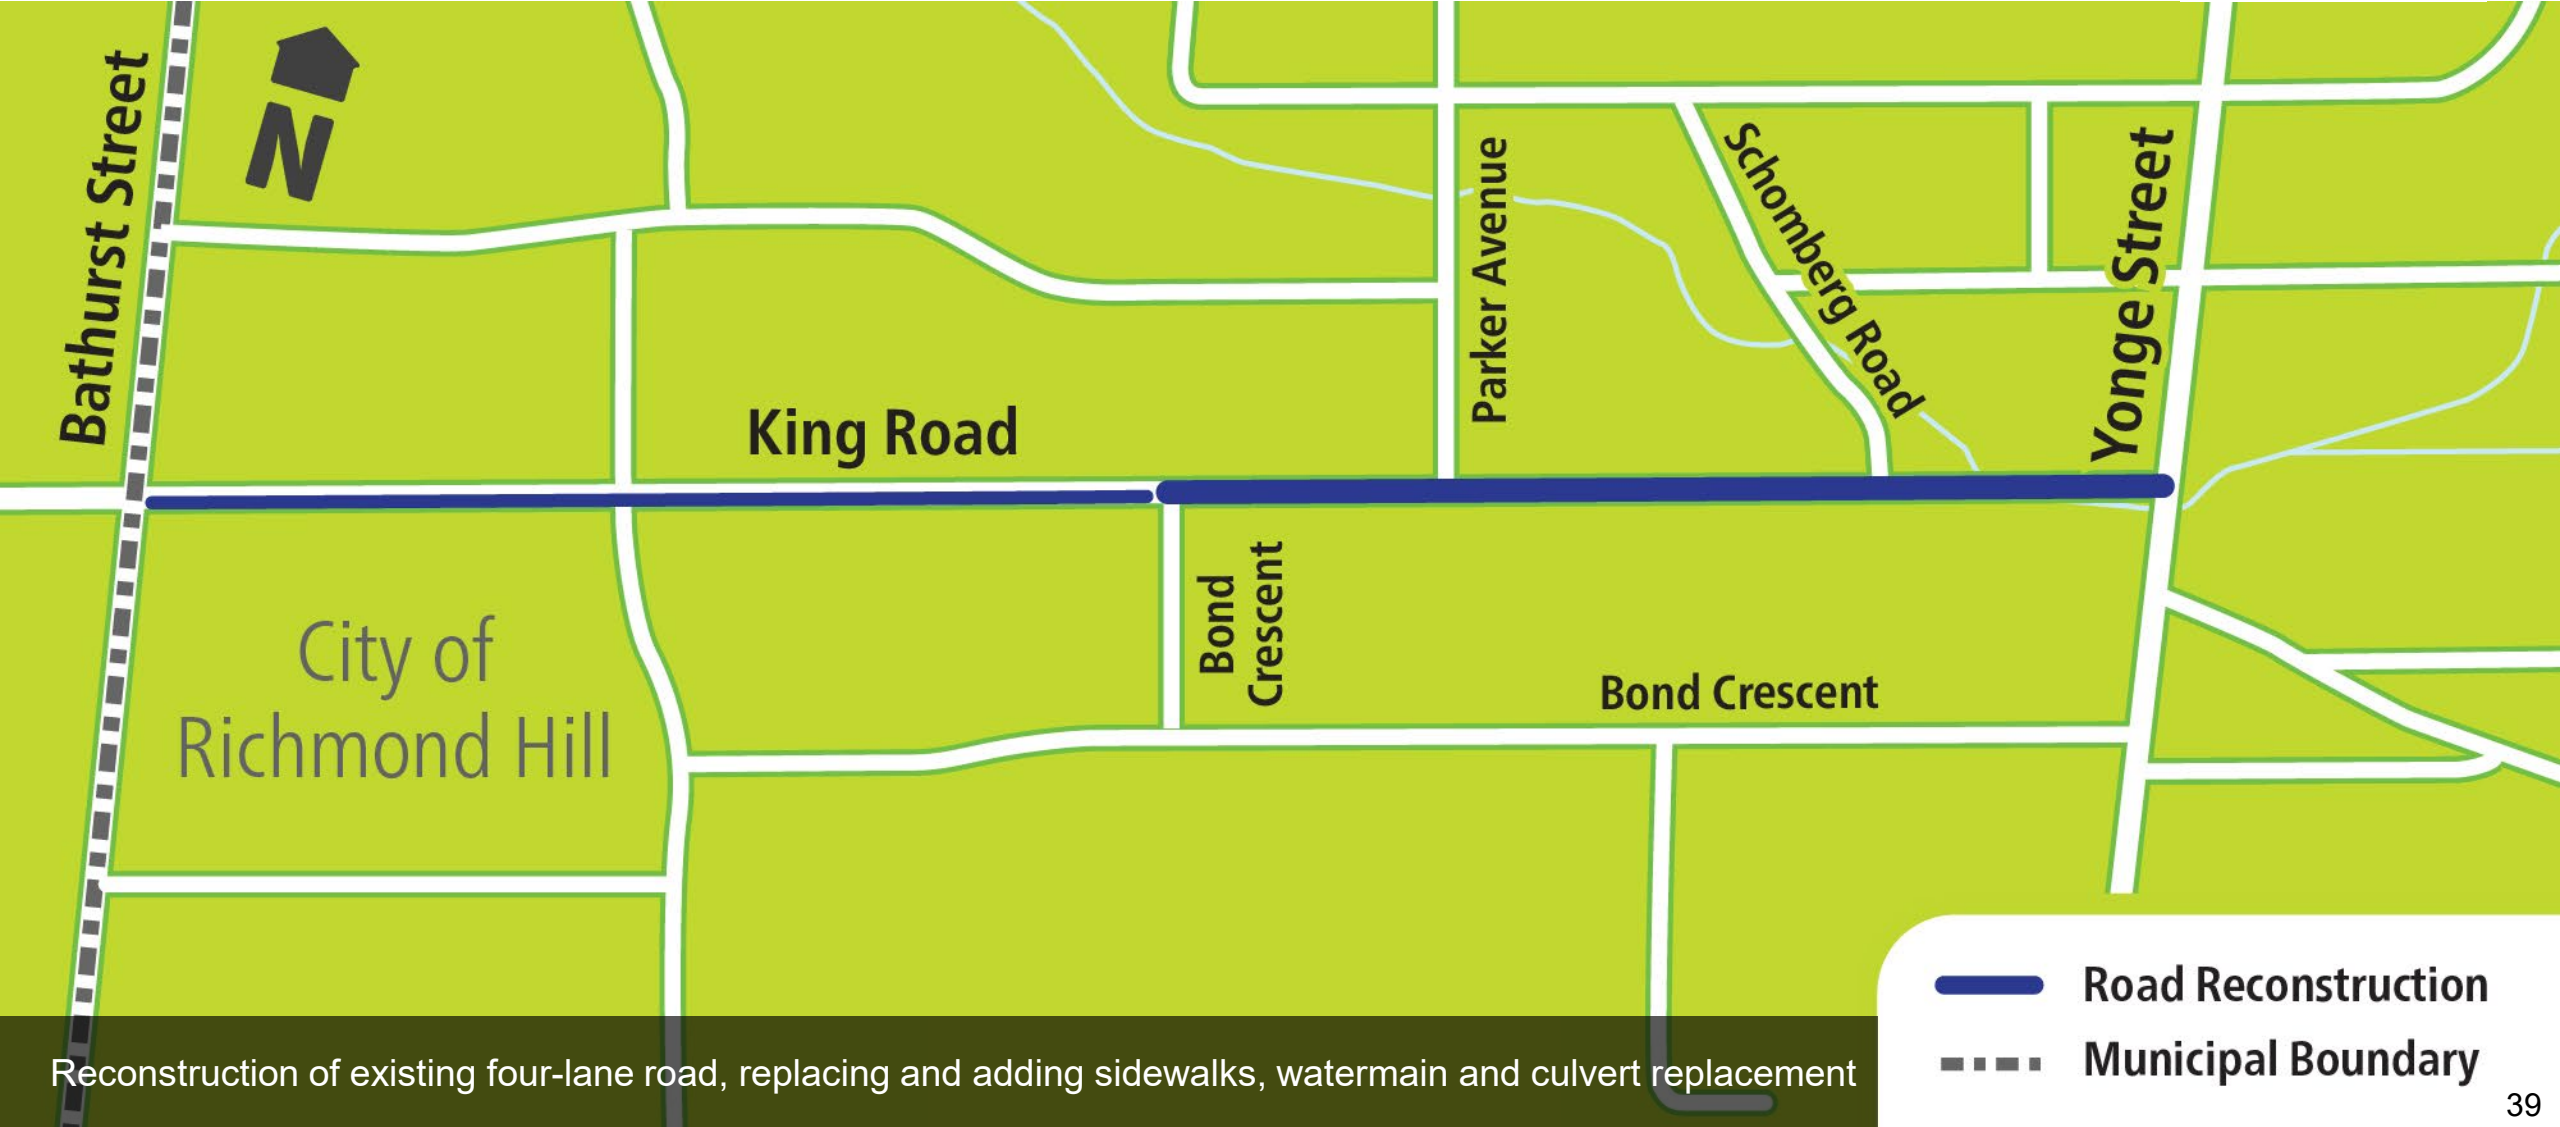 Bathurst Street
N
Parker Avenue
Schomberg Road
Yonge Street
King Road
Bond
Crescent
City of
Richmond Hill
Bond Crescent
Road Reconstruction
Municipal Boundary
Reconstruction of existing four-lane road, replacing and adding sidewalks, watermain and culvert replacement
39